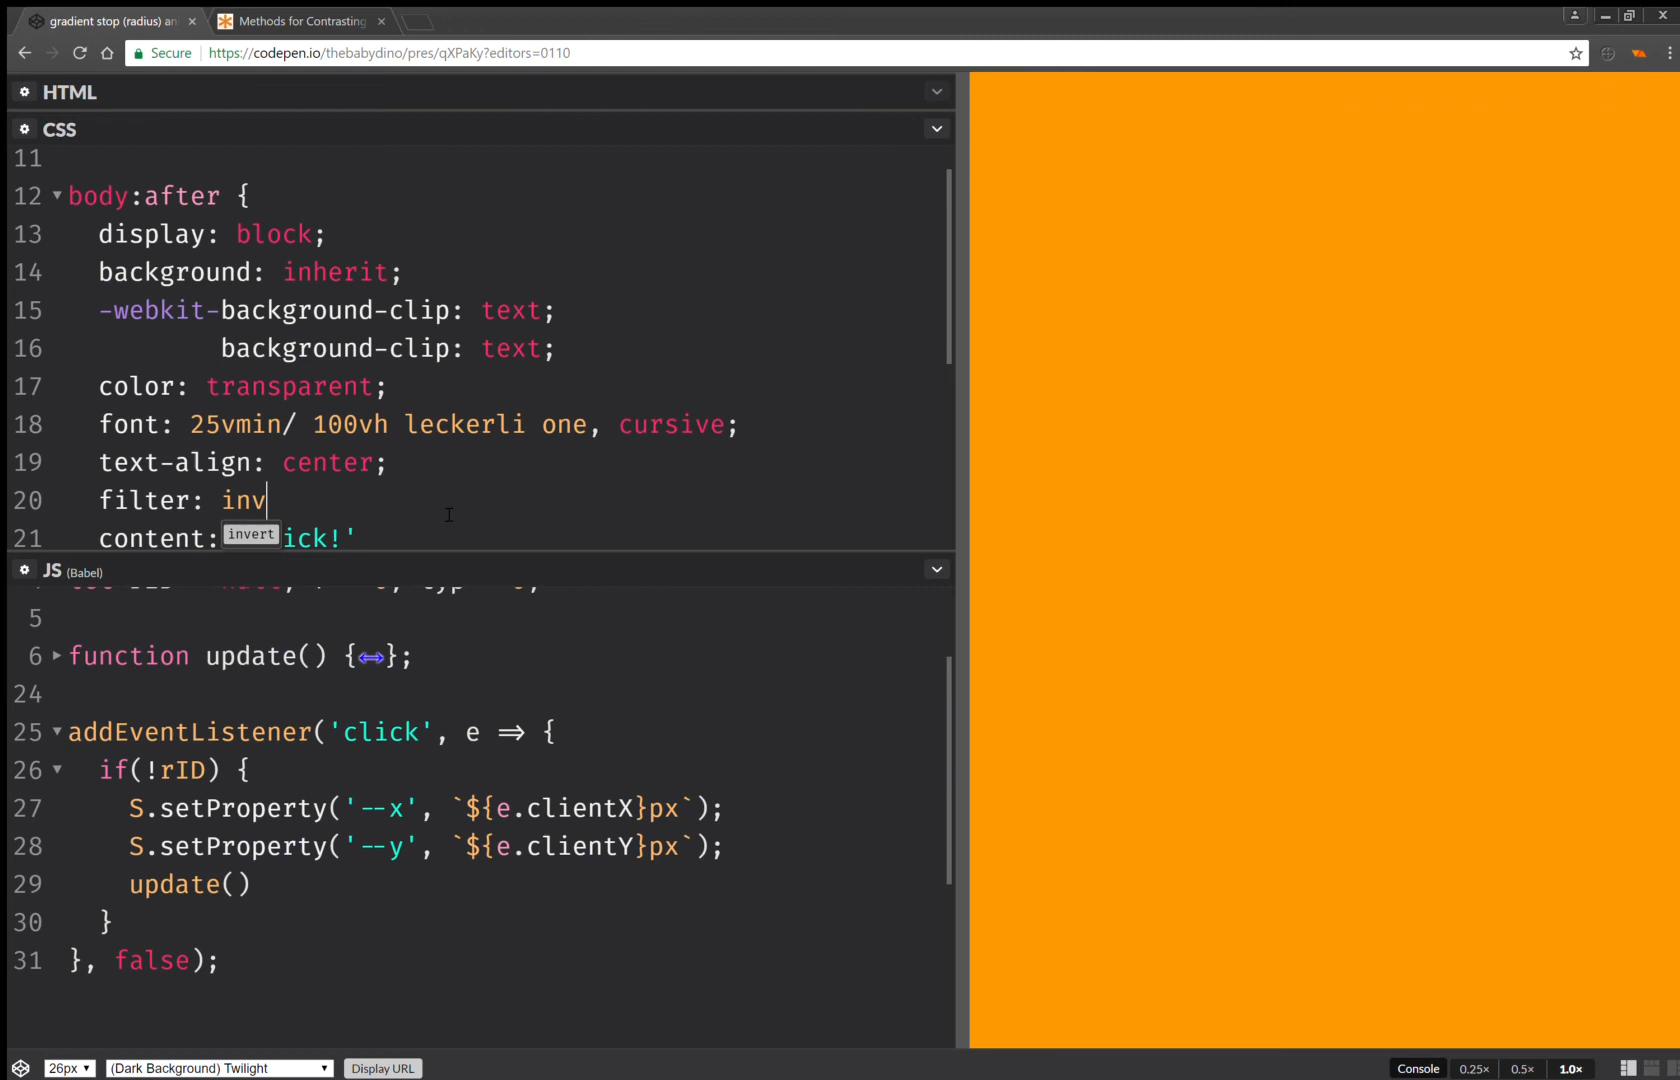 gradient stop (radius) an
Methods for Contrasting
Secure https://codepen.io/thebabydino/pres/qXPaKy?editors=0110
HTML
CSS
11
12 body:after {
13 display: block;
14 background: inherit;
15 -webkit-background-clip: text;
16 background-clip: text;
17 color: transparent;
18 font: 25vmin/ 100vh leckerli one, cursive;
19 text-align: center;
20 filter: inv
invert
21 content: ick!'
JS (Babel)
5
6 function update() {↔};
24
25 addEventListener('click', e => {
26 if(!rID) {
27 S.setProperty('--x', `${e.clientX}px`);
28 S.setProperty('--y', `${e.clientY}px`);
29 update()
30 }
31 }, false);
26px (Dark Background) Twilight Display URL Console 0.25× 0.5× 1.0×